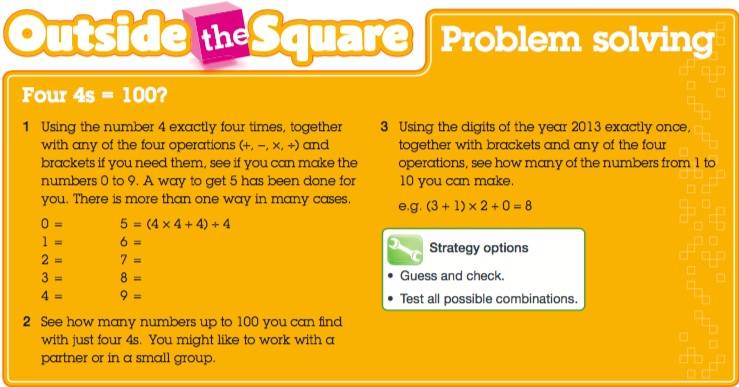 Outside the Square Problem solving
Four 4s = 100?
1 Using the number 4 exactly four times, together
with any of the four operations (+, −, ×, ÷) and
brackets if you need them, see if you can make the
numbers 0 to 9. A way to get 5 has been done for
you. There is more than one way in many cases.
0 = 5 = (4 × 4 + 4) ÷ 4
1 = 6 =
2 = 7 =
3 = 8 =
4 = 9 =
2 See how many numbers up to 100 you can find
with just four 4s. You might like to work with a
partner or in a small group.
3 Using the digits of the year 2013 exactly once,
together with brackets and any of the four
operations, see how many of the numbers from 1 to
10 you can make.
e.g. (3 + 1) × 2 + 0 = 8
Strategy options
• Guess and check.
• Test all possible combinations.